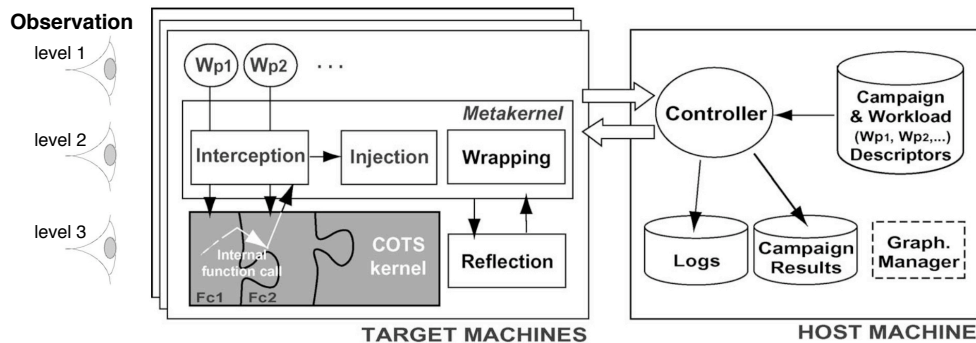 Observation
level 1
level 2
level 3
Wp1 Wp2 ...
Metakernel
Interception
Injection
Wrapping
Internal
function call
COTS
kernel
Fc1 Fc2
Reflection
TARGET MACHINES
Controller
Campaign
& Workload
(Wp1, Wp2,...)
Descriptors
Logs
Campaign
Results
Graph.
Manager
HOST MACHINE